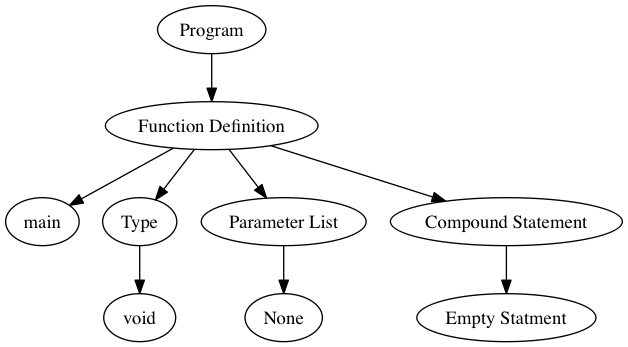 Program
Function Definition
main
Type
Parameter List
Compound Statement
void
None
Empty Statment